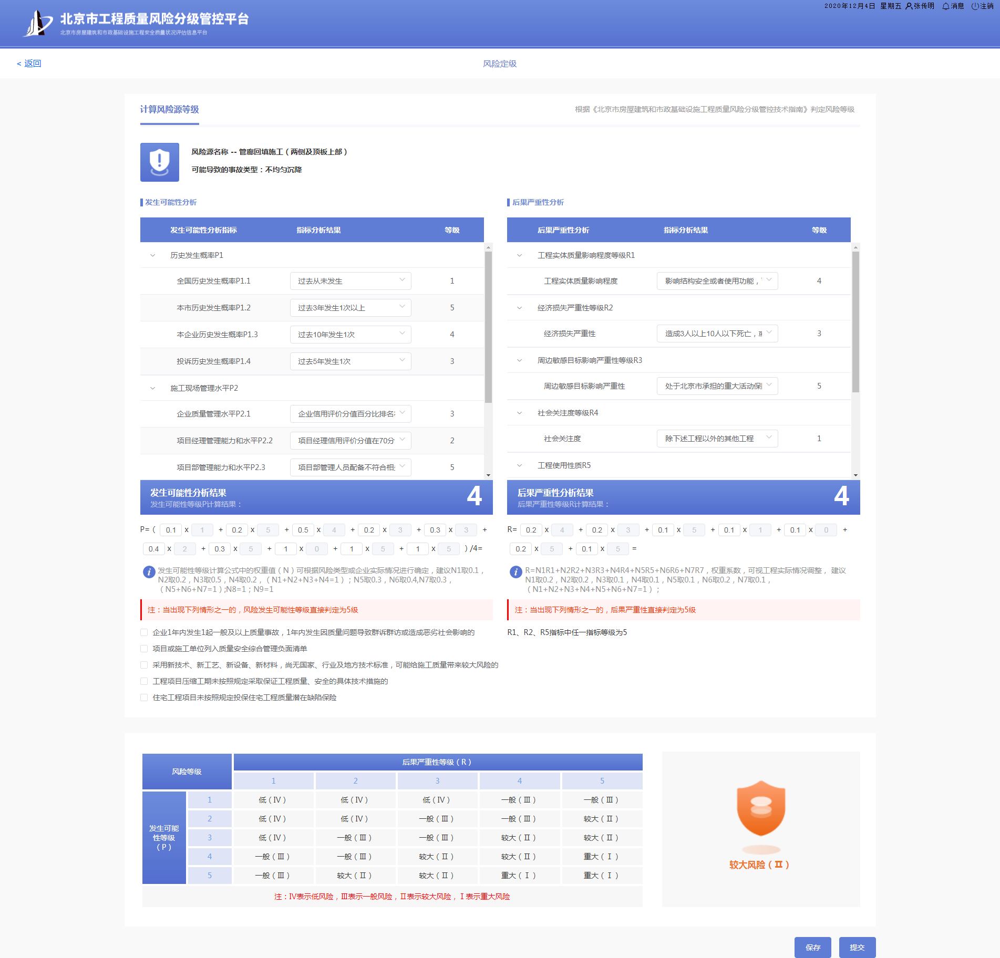 2020年12月4日 星期五 张传明 消息 注销
北京市工程质量风险分级管控平台
北京市房屋建筑和市政基础设施工程安全质量状况评估信息平台
< 返回
风险定级
计算风险源等级
根据《北京市房屋建筑和市政基础设施工程质量风险分级管控技术指南》判定风险等级
风险源名称 -- 管廊回填施工（两侧及顶板上部）
可能导致的事故类型：不均匀沉降
发生可能性分析
发生可能性分析指标 指标分析结果 等级
历史发生概率P1
全国历史发生概率P1.1 过去从未发生 1
本市历史发生概率P1.2 过去3年发生1次以上 5
本企业历史发生概率P1.3 过去10年发生1次 4
投诉历史发生概率P1.4 过去5年发生1次 3
施工现场管理水平P2
企业质量管理水平P2.1 企业信用评价分值百分比排名 3
项目经理管理能力和水平P2.2 项目经理信用评价分值在70分 2
项目部管理能力和水平P2.3 项目部管理人员配备不符合相 5
发生可能性分析结果 4
发生可能性等级P计算结果：
P=( 0.1 x 1 + 0.2 x 5 + 0.5 x 4 + 0.2 x 3 + 0.3 x 3 +
0.4 x 2 + 0.3 x 5 + 1 x 0 + 1 x 5 + 1 x 5 ) /4=
发生可能性等级计算公式中的权重值（N）可根据风险类型或企业实际情况进行确定，建议N1取0.1，
N2取0.2，N3取0.5，N4取0.2，（N1+N2+N3+N4=1）；N5取0.3，N6取0.4,N7取0.3，
（N5+N6+N7=1）;N8=1；N9=1
注：当出现下列情形之一的，风险发生可能性等级直接判定为5级
企业1年内发生1起一般及以上质量事故，1年内发生因质量问题导致群诉群访或造成恶劣社会影响的
项目或施工单位列入质量安全综合管理负面清单
采用新技术、新工艺、新设备、新材料，尚无国家、行业及地方技术标准，可能给施工质量带来较大风险的
工程项目压缩工期未按照规定采取保证工程质量、安全的具体技术措施的
住宅工程项目未按照规定投保住宅工程质量潜在缺陷保险
后果严重性分析
后果严重性分析 指标分析结果 等级
工程实体质量影响程度等级R1
工程实体质量影响程度 影响结构安全或者使用功能， 4
经济损失严重性等级R2
经济损失严重性 造成3人以上10人以下死亡， 3
周边敏感目标影响严重性等级R3
周边敏感目标影响严重性 处于北京市承担的重大活动保 5
社会关注度等级R4
社会关注度 除下述工程以外的其他工程 1
工程使用性质R5
后果严重性分析结果 4
后果严重性等级R计算结果：
R= 0.2 x 4 + 0.2 x 3 + 0.1 x 5 + 0.1 x 1 + 0.1 x 0 +
0.2 x 5 + 0.1 x 5 =
R=N1R1+N2R2+N3R3+N4R4+N5R5+N6R6+N7R7，权重系数，可视工程实际情况调整， 建议
N1取0.2，N2取0.2，N3取0.1，N4取0.1，N5取0.1，N6取0.2，N7取0.1，
（N1+N2+N3+N4+N5+N6+N7=1）；
注：当出现下列情形之一的，后果严重性直接判定为5级
R1、R2、R5指标中任一指标等级为5
风险等级 后果严重性等级（R）
1 2 3 4 5
发生可能性等级（P）
1 低（IV） 低（IV） 低（IV） 一般（Ⅲ） 一般（Ⅲ）
2 低（IV） 低（IV） 一般（Ⅲ） 一般（Ⅲ） 较大（Ⅱ）
3 低（IV） 一般（Ⅲ） 一般（Ⅲ） 较大（Ⅱ） 较大（Ⅱ）
4 一般（Ⅲ） 一般（Ⅲ） 较大（Ⅱ） 较大（Ⅱ） 重大（Ⅰ）
5 一般（Ⅲ） 较大（Ⅱ） 较大（Ⅱ） 重大（Ⅰ） 重大（Ⅰ）
注：IV表示低风险，Ⅲ表示一般风险，Ⅱ表示较大风险，Ⅰ表示重大风险
较大风险（Ⅱ）
保存 提交